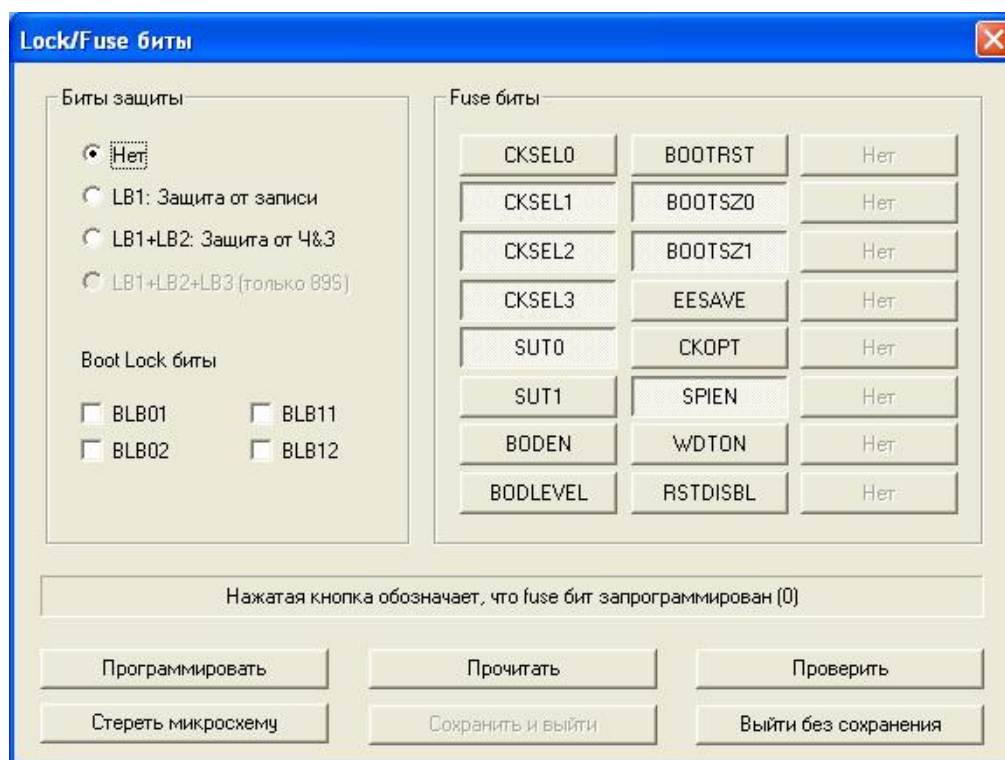 Lock/Fuse биты
Биты защиты
Нет
LB1: Защита от записи
LB1+LB2: Защита от Ч&З
LB1+LB2+LB3 (только 89S)
Boot Lock биты
BLB01 BLB11
BLB02 BLB12
Fuse биты
CKSEL0 BOOTRST Нет
CKSEL1 BOOTSZ0 Нет
CKSEL2 BOOTSZ1 Нет
CKSEL3 EESAVE Нет
SUT0 CKOPT Нет
SUT1 SPIEN Нет
BODEN WDTON Нет
BODLEVEL RSTDISBL Нет
Нажатая кнопка обозначает, что fuse бит запрограммирован (0)
Программировать Прочитать Проверить
Стереть микросхему Сохранить и выйти Выйти без сохранения